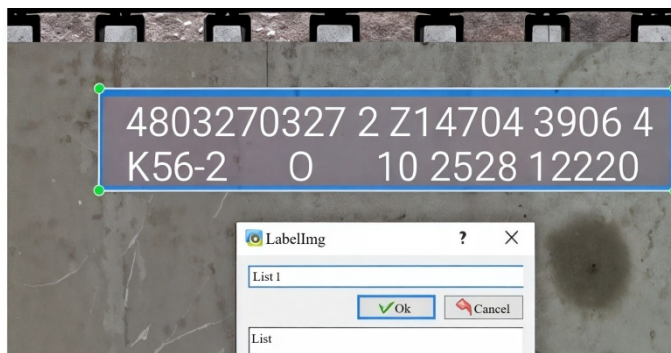 4803270327 2 Z14704 3906 4
K56-2 O 10 2528 12220
LabelImg ? X
List 1
Ok Cancel
List